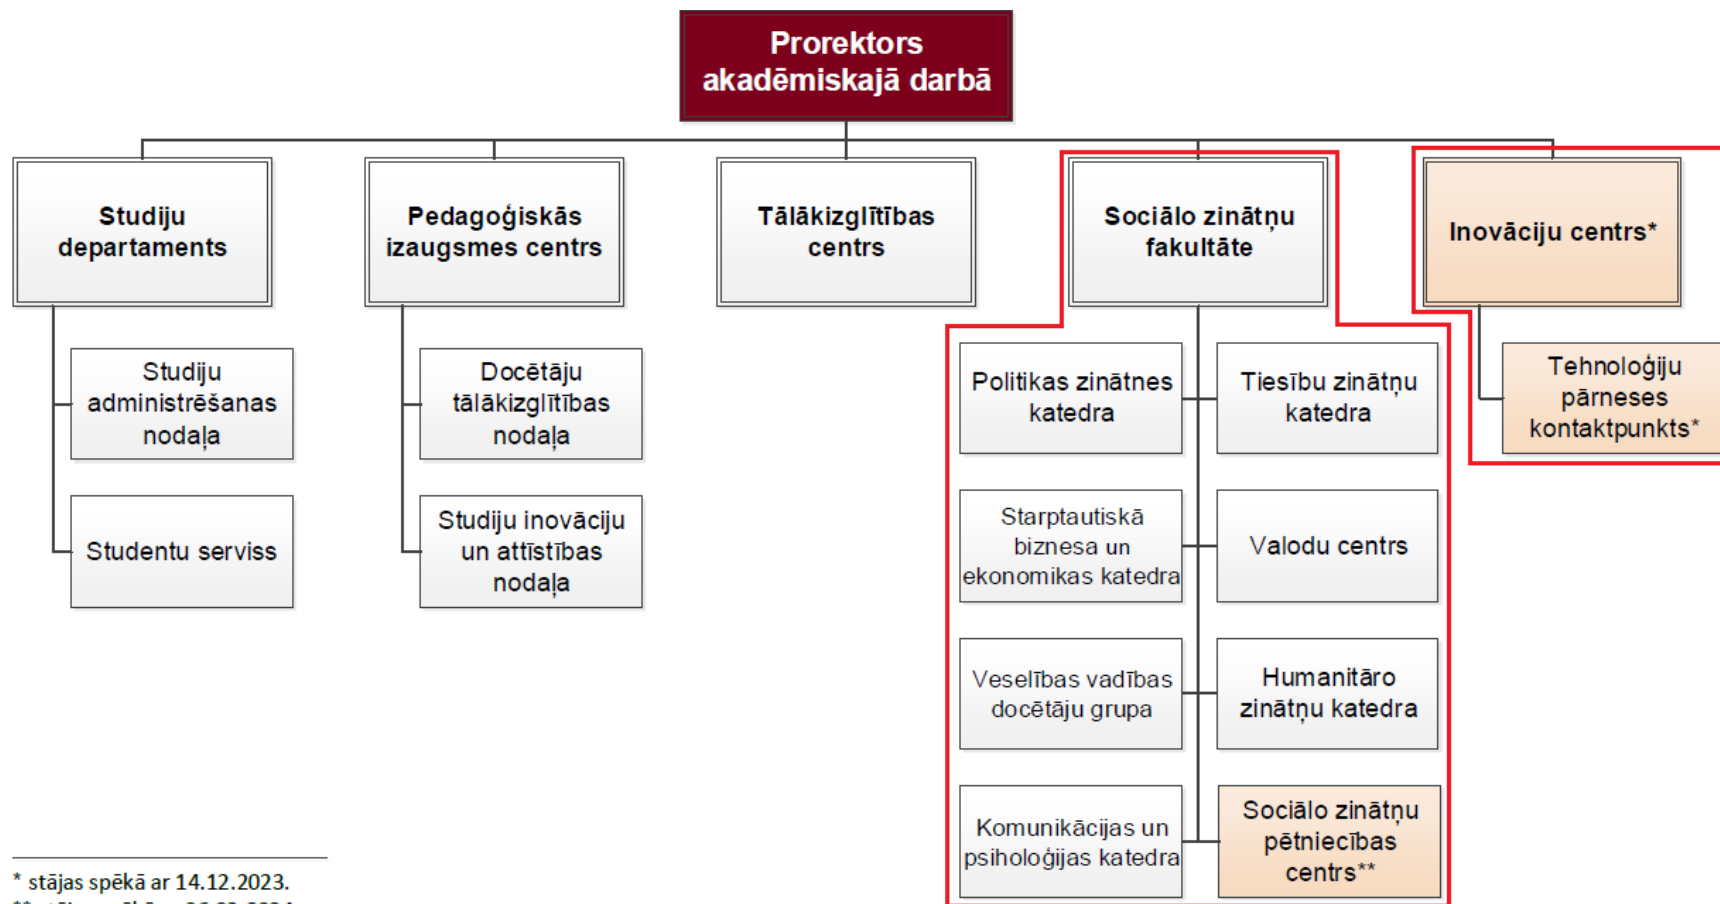 Prorektors
akadēmiskajā darbā
Studiju
departaments
Pedagoģiskās
izaugsmes centrs
Tālākizglītības
centrs
Sociālo zinātņu
fakultāte
Inovāciju centrs*
Studiju
administrēšanas
nodaļa
Studentu serviss
Docētāju
tālākizglītības
nodaļa
Studiju inovāciju
un attīstības
nodaļa
Politikas zinātnes
katedra
Tiesību zinātņu
katedra
Starptautiskā
biznesa un
ekonomikas katedra
Valodu centrs
Veselības vadības
docētāju grupa
Humanitāro
zinātņu katedra
Komunikācijas un
psiholoģijas katedra
Sociālo zinātņu
pētniecības
centrs**
Tehnoloģiju
pārneses
kontaktpunkts*
* stājas spēkā ar 14.12.2023.